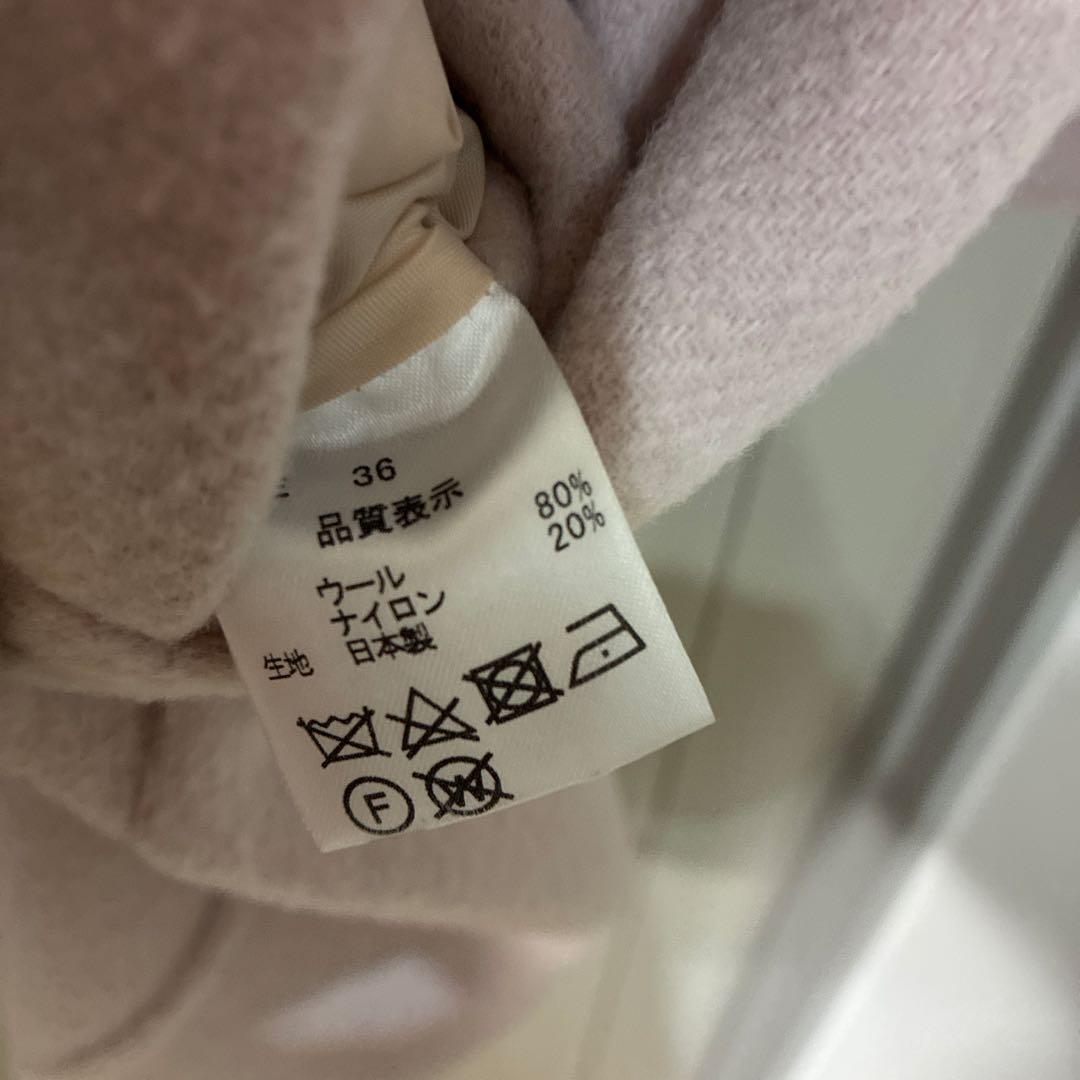 36
品質表示
ウール 80%
ナイロン 20%
生地 日本製
F
W